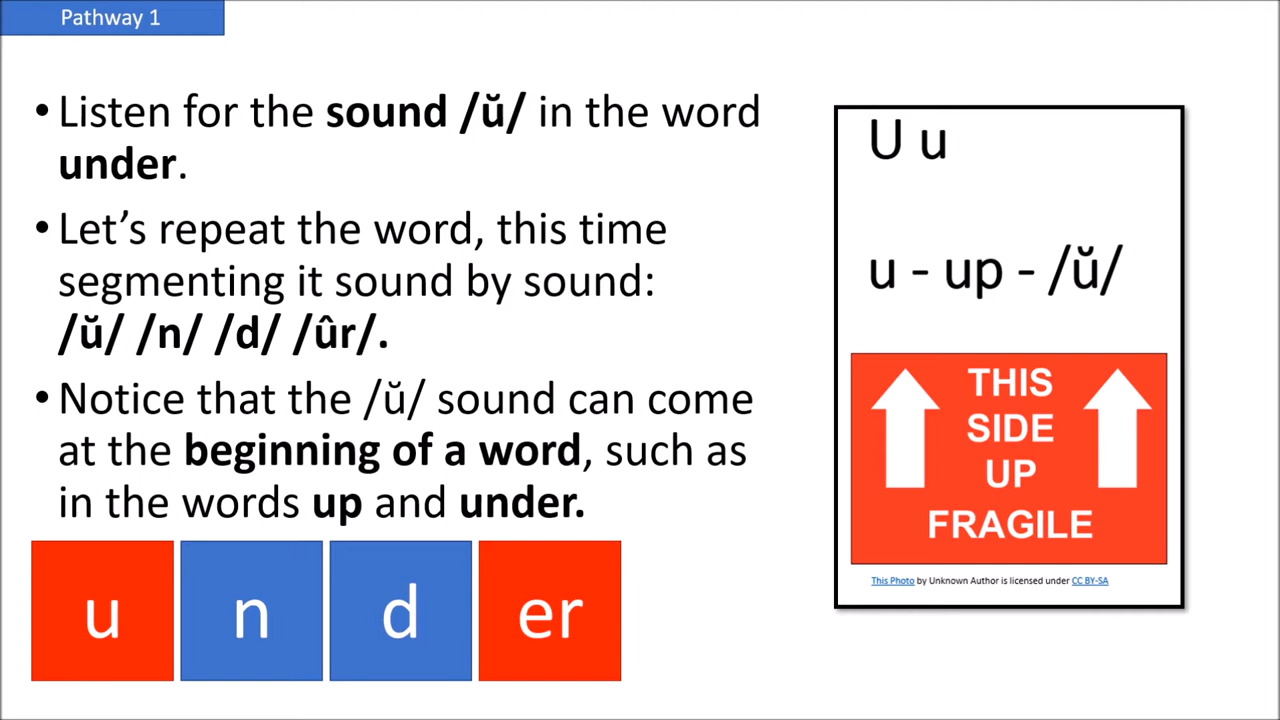 Pathway 1
• Listen for the sound /ŭ/ in the word
under.
• Let’s repeat the word, this time
segmenting it sound by sound:
/ŭ/ /n/ /d/ /ûr/.
• Notice that the /ŭ/ sound can come
at the beginning of a word, such as
in the words up and under.
u n d er
U u
u - up - /ŭ/
THIS
SIDE
UP
FRAGILE
This Photo by Unknown Author is licensed under CC BY-SA